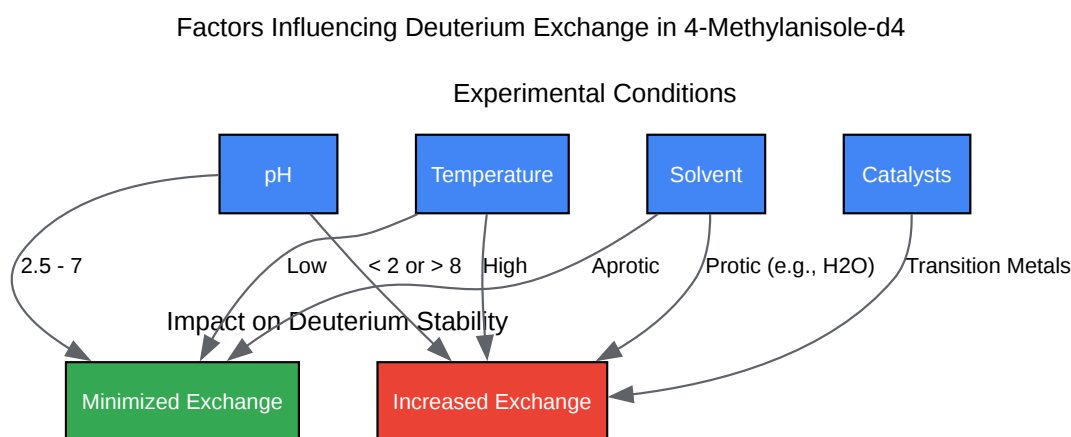 Factors Influencing Deuterium Exchange in 4-Methylanisole-d4
Experimental Conditions
pH
Temperature
Solvent
Catalysts
2.5 - 7
Low
< 2 or > 8
High
Aprotic
Protic (e.g., H2O)
Transition Metals
Impact on Deuterium Stability
Minimized Exchange
Increased Exchange